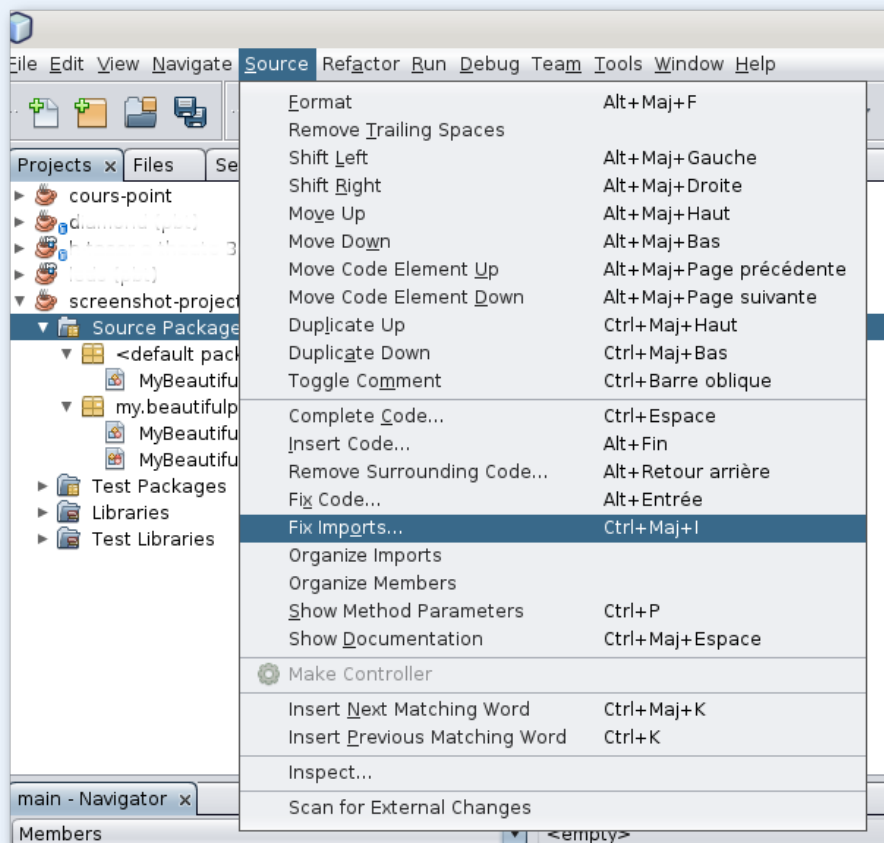 File Edit View Navigate Source Refactor Run Debug Team Tools Window Help
Projects x Files Se
cours-point
screenshot-project
Source Package
<default pack
MyBeautifu
my.beautifulp
MyBeautifu
MyBeautifu
Test Packages
Libraries
Test Libraries
Format Alt+Maj+F
Remove Trailing Spaces
Shift Left Alt+Maj+Gauche
Shift Right Alt+Maj+Droite
Move Up Alt+Maj+Haut
Move Down Alt+Maj+Bas
Move Code Element Up Alt+Maj+Page précédente
Move Code Element Down Alt+Maj+Page suivante
Duplicate Up Ctrl+Maj+Haut
Duplicate Down Ctrl+Maj+Bas
Toggle Comment Ctrl+Barre oblique
Complete Code... Ctrl+Espace
Insert Code... Alt+Fin
Remove Surrounding Code... Alt+Retour arrière
Fix Code... Alt+Entrée
Fix Imports... Ctrl+Maj+I
Organize Imports
Organize Members
Show Method Parameters Ctrl+P
Show Documentation Ctrl+Maj+Espace
Make Controller
Insert Next Matching Word Ctrl+Maj+K
Insert Previous Matching Word Ctrl+K
Inspect...
Scan for External Changes
main - Navigator x
Members <empty>